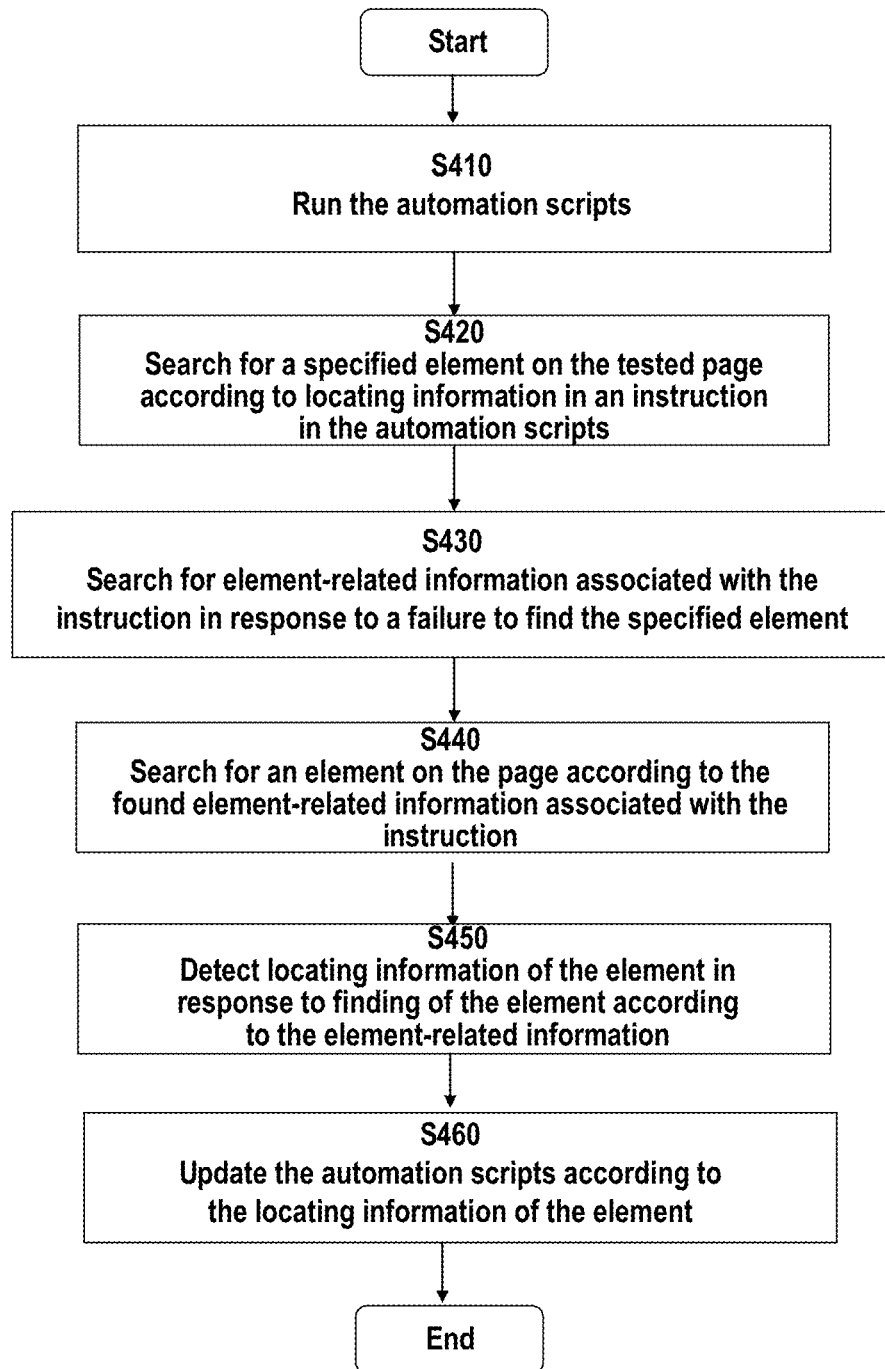 Start
S410
Run the automation scripts
S420
Search for a specified element on the tested page
according to locating information in an instruction
in the automation scripts
S430
Search for element-related information associated with the
instruction in response to a failure to find the specified element
S440
Search for an element on the page according to the
found element-related information associated with the
instruction
S450
Detect locating information of the element in
response to finding of the element according
to the element-related information
S460
Update the automation scripts according to
the locating information of the element
End